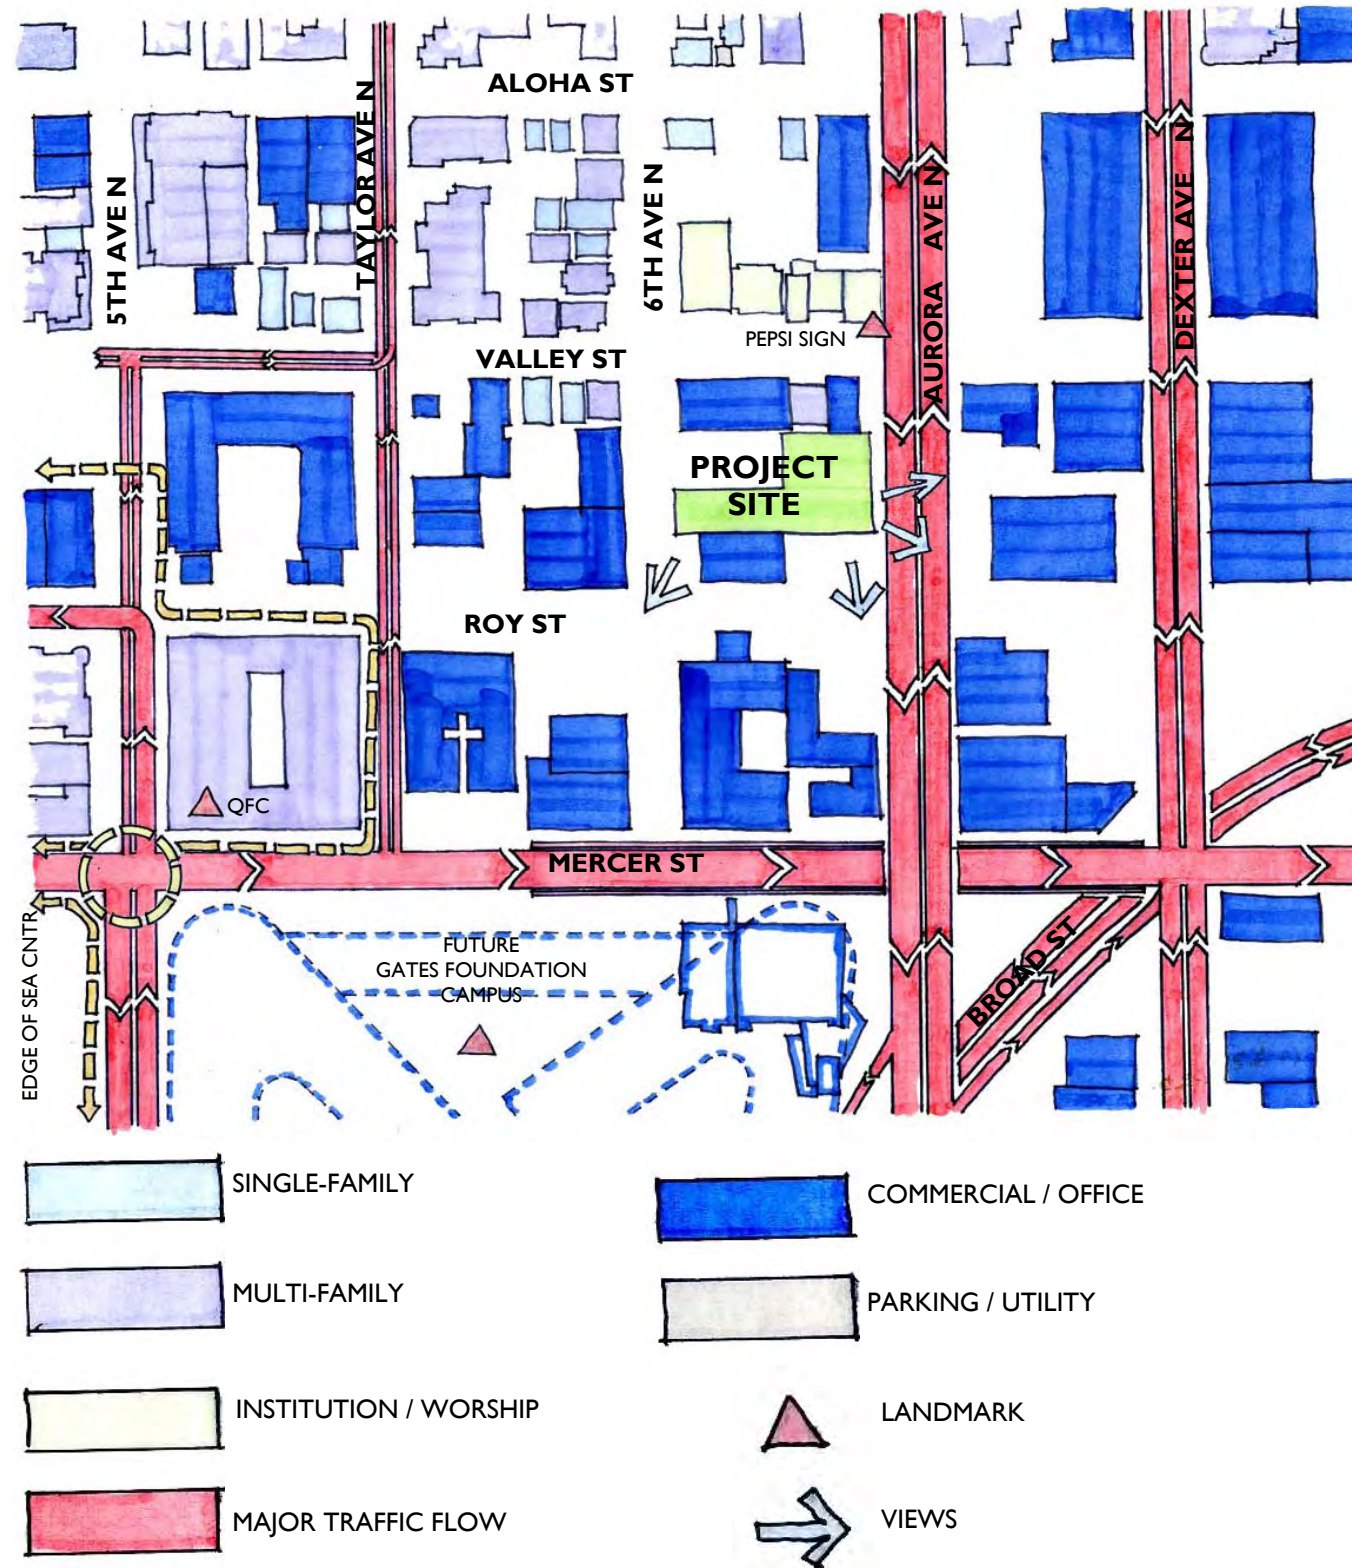 ALOHA ST
TAYLOR AVE N
5TH AVE N
6TH AVE N
AURORA AVE N
DEXTER AVE N
PEPSI SIGN
VALLEY ST
PROJECT
SITE
ROY ST
QFC
MERCER ST
EDGE OF SEA CNTR
FUTURE
GATES FOUNDATION
CAMPUS
BROAD ST
SINGLE-FAMILY
COMMERCIAL / OFFICE
MULTI-FAMILY
PARKING / UTILITY
INSTITUTION / WORSHIP
LANDMARK
MAJOR TRAFFIC FLOW
VIEWS